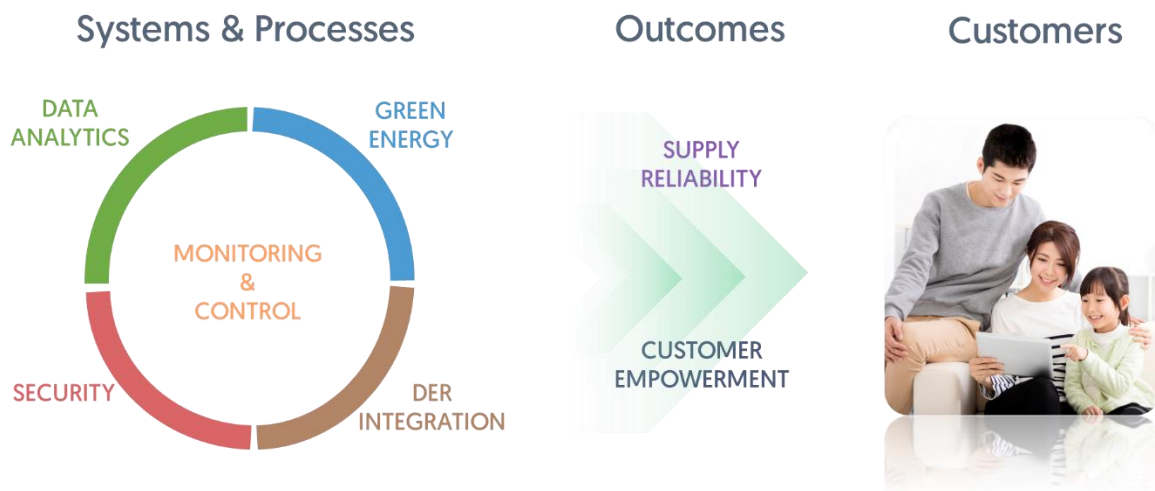 Systems & Processes
DATA
ANALYTICS
GREEN
ENERGY
MONITORING
&
CONTROL
SECURITY
DER
INTEGRATION
Outcomes
SUPPLY
RELIABILITY
CUSTOMER
EMPOWERMENT
Customers